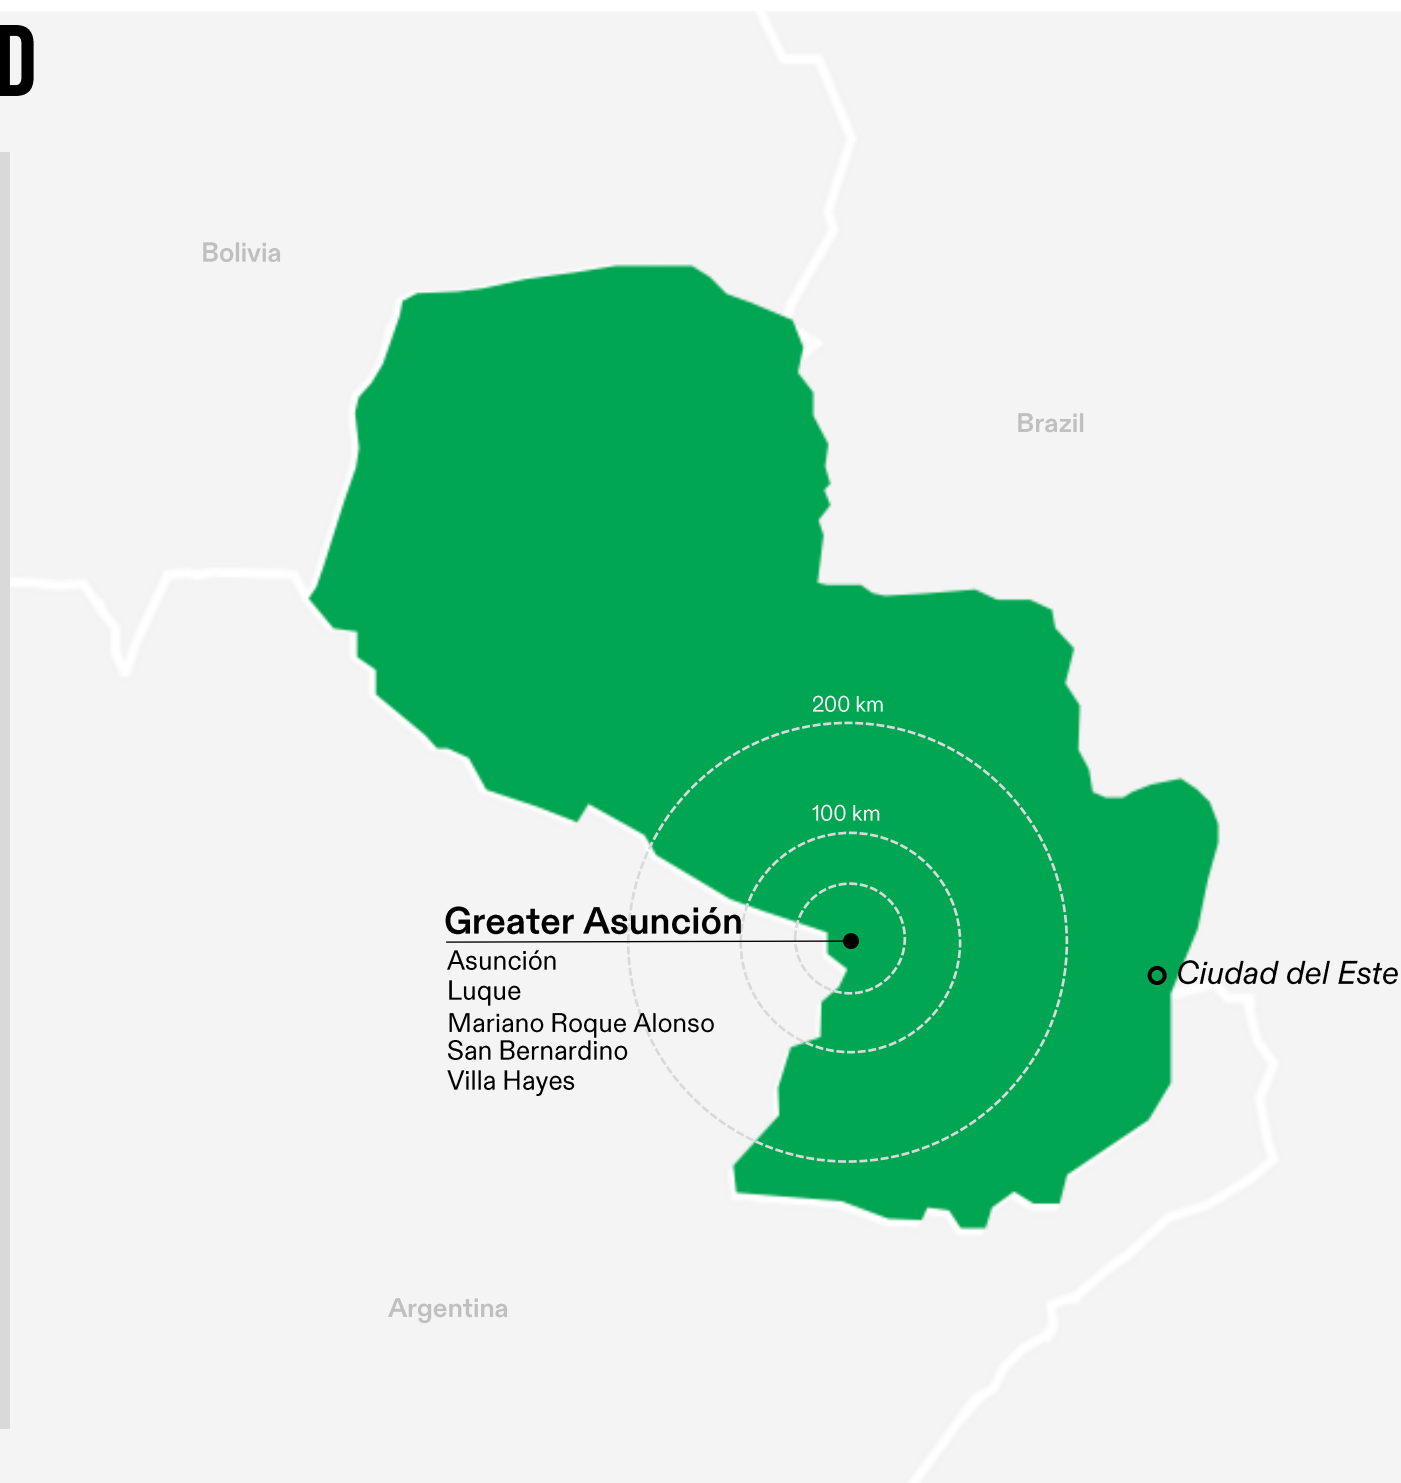 D
Bolivia
Brazil
200 km
100 km
Greater Asunción
Asunción
Luque
Mariano Roque Alonso
San Bernardino
Villa Hayes
Ciudad del Este
Argentina